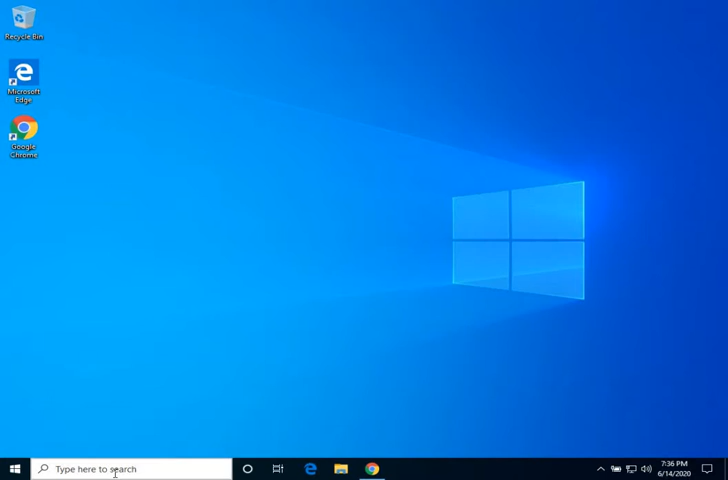 Recycle Bin
Microsoft
Edge
Google
Chrome
Type here to search
7:36 PM
6/14/2020